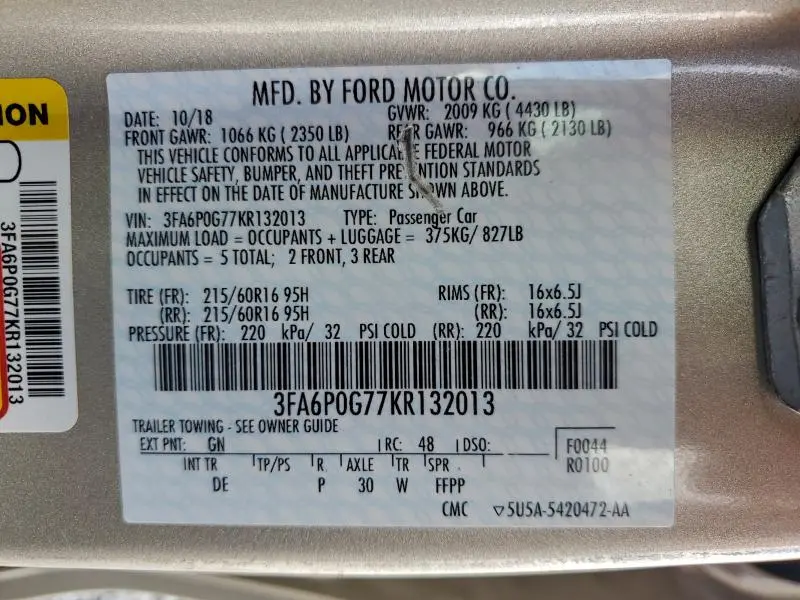 ION
3FA6P0G77KR132013
MFD. BY FORD MOTOR CO.
DATE: 10/18 GVWR: 2009 KG ( 4430 LB)
FRONT GAWR: 1066 KG ( 2350 LB) REAR GAWR: 966 KG ( 2130 LB)
THIS VEHICLE CONFORMS TO ALL APPLICABLE FEDERAL MOTOR
VEHICLE SAFETY, BUMPER, AND THEFT PREVENTION STANDARDS
IN EFFECT ON THE DATE OF MANUFACTURE SHOWN ABOVE.
VIN: 3FA6P0G77KR132013 TYPE: Passenger Car
MAXIMUM LOAD = OCCUPANTS + LUGGAGE = 375KG/ 827LB
OCCUPANTS = 5 TOTAL; 2 FRONT, 3 REAR
TIRE (FR): 215/60R16 95H RIMS (FR): 16x6.5J
(RR): 215/60R16 95H (RR): 16x6.5J
PRESSURE (FR): 220 kPa/ 32 PSI COLD (RR): 220 kPa/ 32 PSI COLD
3FA6P0G77KR132013
TRAILER TOWING - SEE OWNER GUIDE
EXT PNT: GN RC: 48 DSO: F0044
INT TR TP/PS R AXLE TR SPR R0100
DE P 30 W FFPP
CMC ▽5U5A-5420472-AA